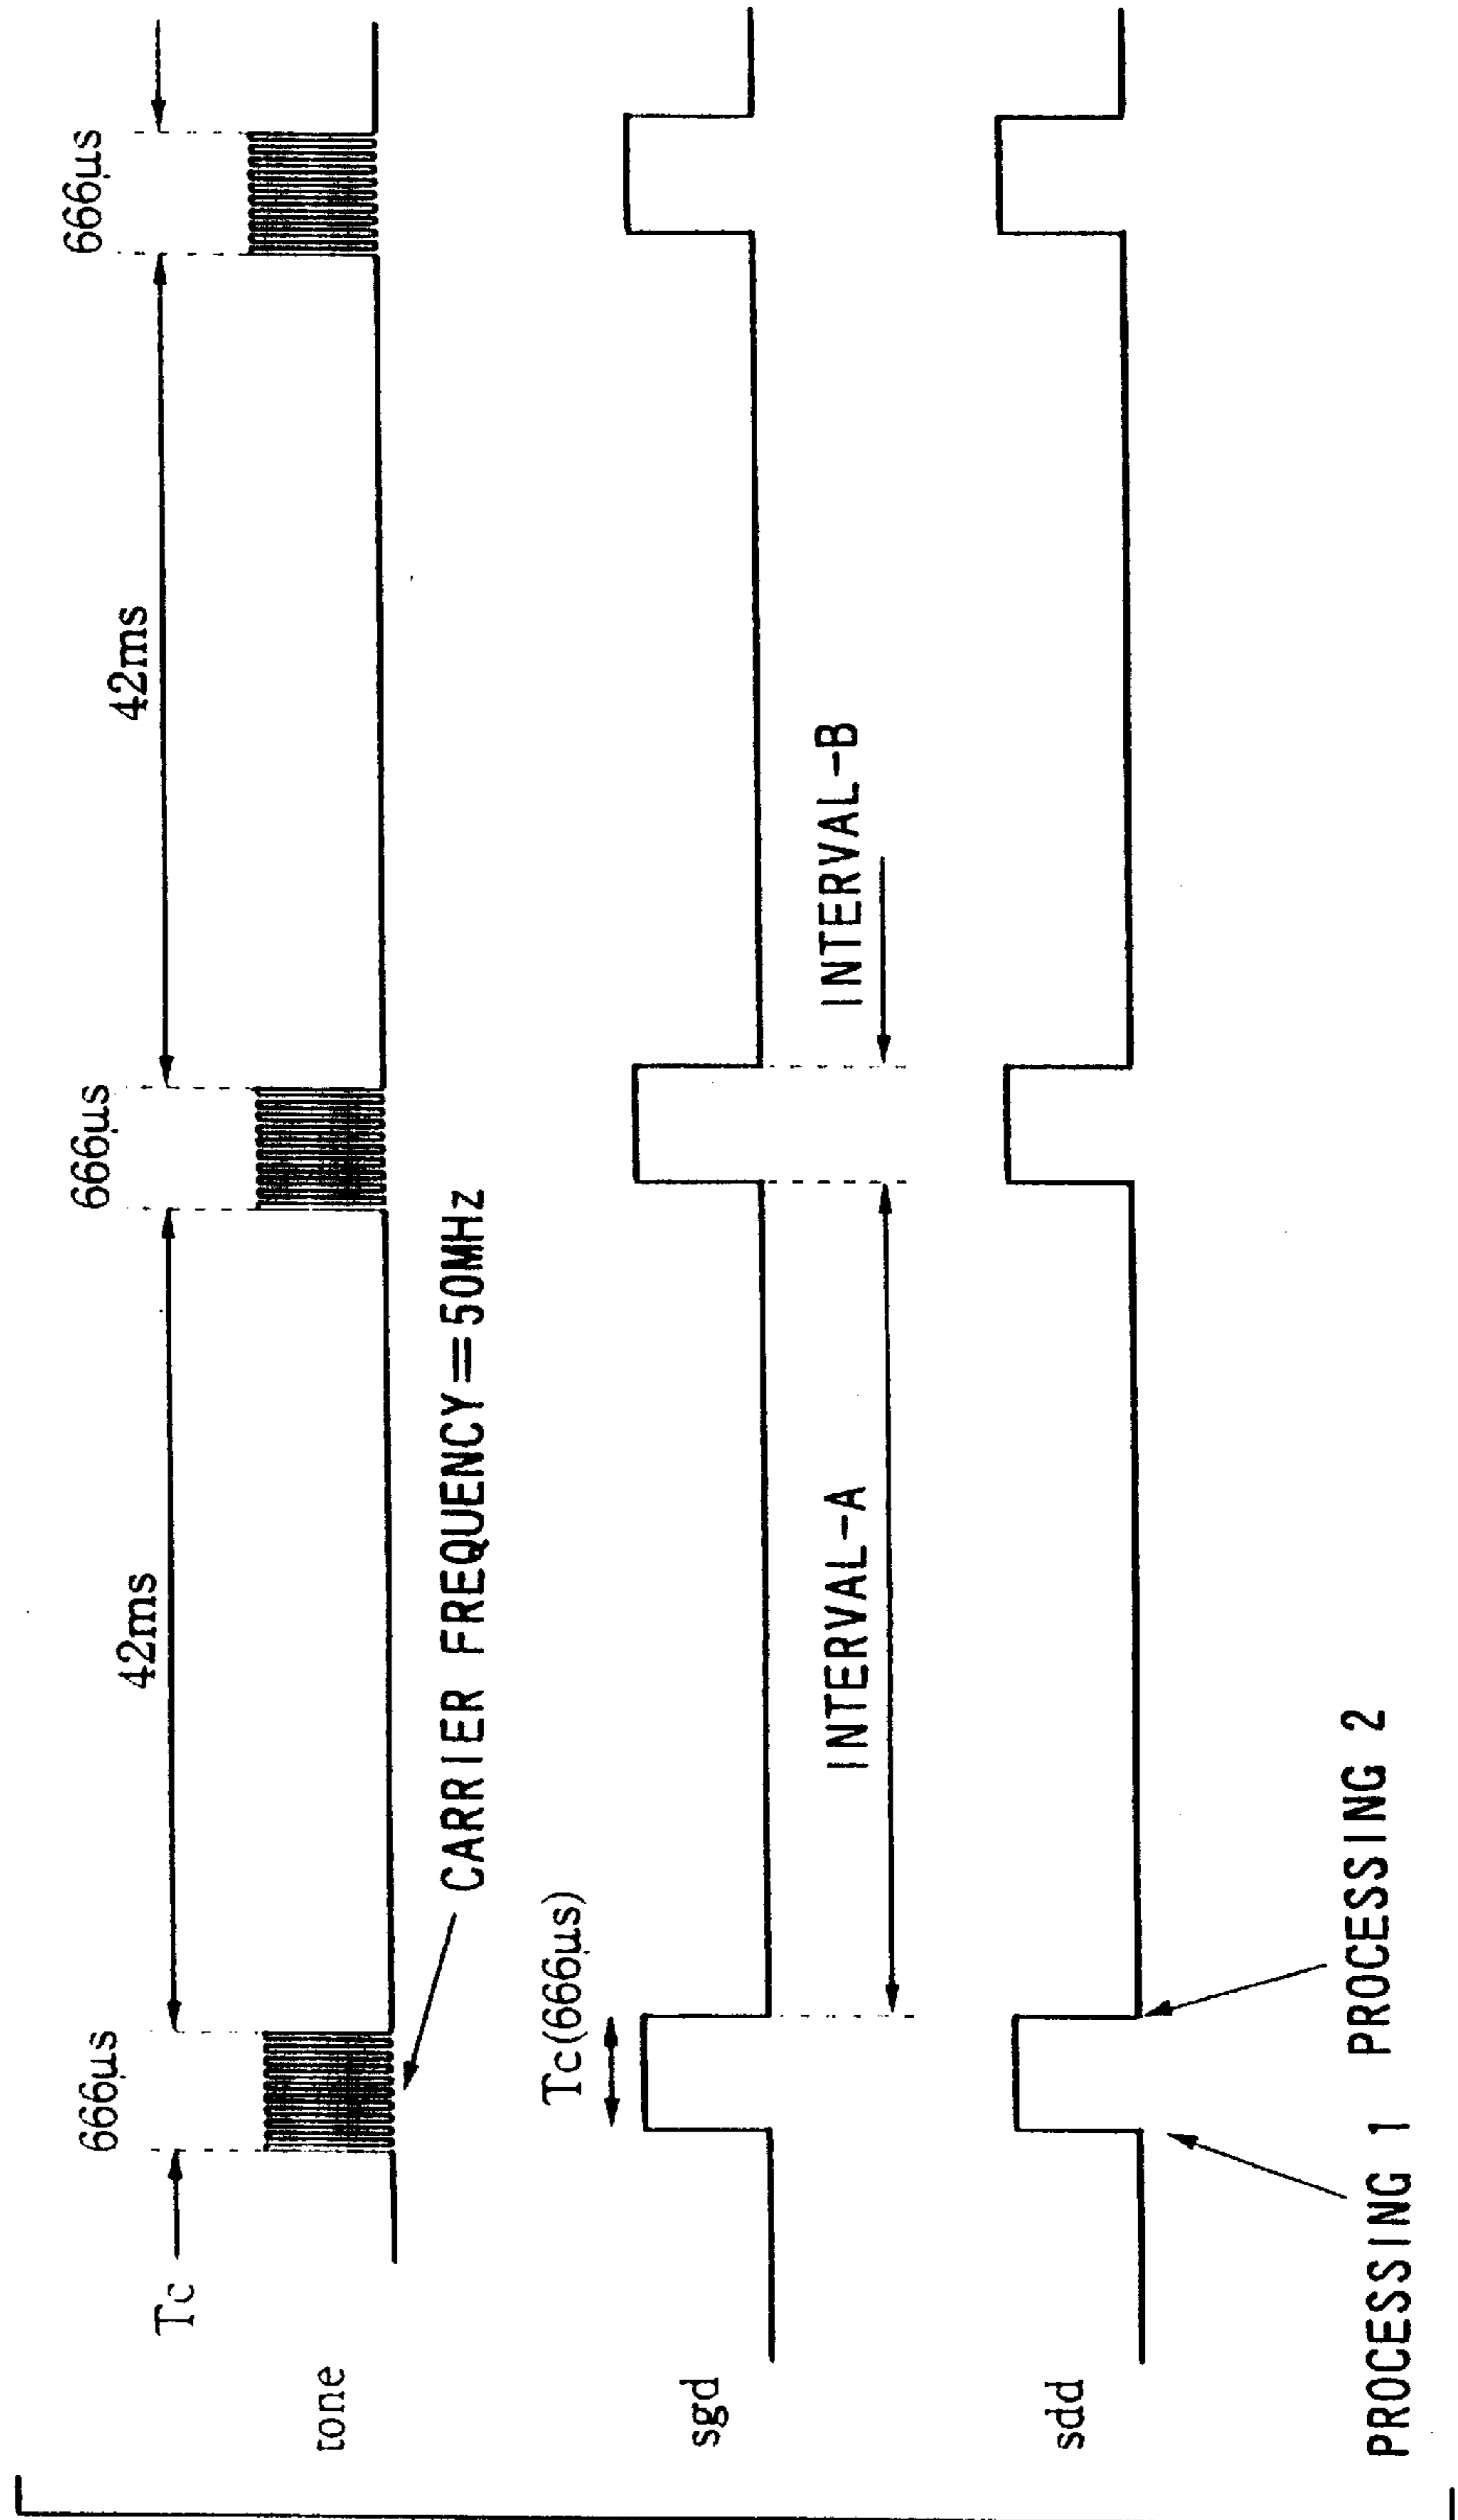 Tc 666μs 42ms 666μs 42ms 666μs
tone
CARRIER FREQUENCY=50MHz
Tc(666μs)
sgd
INTERVAL-A INTERVAL-B
sdd
PROCESSING 1 PROCESSING 2